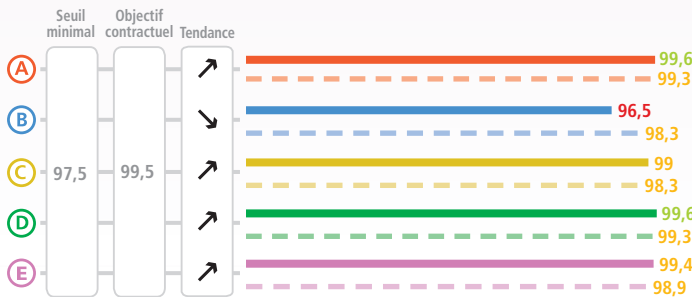 Seuil minimal
Objectif contractuel
Tendance
A
99,6
99,3
B
96,5
98,3
C
97,5
99,5
99
98,3
D
99,6
99,3
E
99,4
98,9